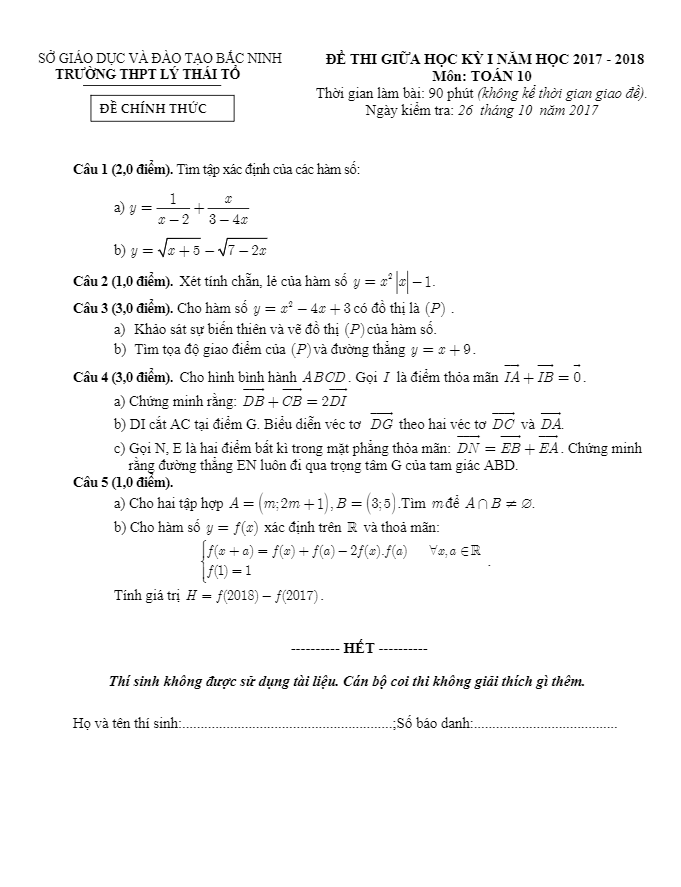 SỞ GIÁO DỤC VÀ ĐÀO TẠO BẮC NINH
TRƯỜNG THPT LÝ THÁI TỔ
ĐỀ CHÍNH THỨC
ĐỀ THI GIỮA HỌC KỲ I NĂM HỌC 2017 - 2018
Môn: TOÁN 10
Thời gian làm bài: 90 phút (không kể thời gian giao đề).
Ngày kiểm tra: 26 tháng 10 năm 2017
Câu 1 (2,0 điểm). Tìm tập xác định của các hàm số:
a) $y = \dfrac{1}{x-2} + \dfrac{x}{3-4x}$
b) $y = \sqrt{x+5} - \sqrt{7-2x}$
Câu 2 (1,0 điểm). Xét tính chẵn, lẻ của hàm số $y = x^2|x| - 1$.
Câu 3 (3,0 điểm). Cho hàm số $y = x^2 - 4x + 3$ có đồ thị là $(P)$ .
a) Khảo sát sự biến thiên và vẽ đồ thị $(P)$ của hàm số.
b) Tìm tọa độ giao điểm của $(P)$ và đường thẳng $y = x + 9$.
Câu 4 (3,0 điểm). Cho hình bình hành $ABCD$. Gọi $I$ là điểm thỏa mãn $\overrightarrow{IA} + \overrightarrow{IB} = \vec{0}$.
a) Chứng minh rằng: $\overrightarrow{DB} + \overrightarrow{CB} = 2\overrightarrow{DI}$
b) DI cắt AC tại điểm G. Biểu diễn véc tơ $\overrightarrow{DG}$ theo hai véc tơ $\overrightarrow{DC}$ và $\overrightarrow{DA}$.
c) Gọi N, E là hai điểm bất kì trong mặt phẳng thỏa mãn: $\overrightarrow{DN} = \overrightarrow{EB} + \overrightarrow{EA}$. Chứng minh
rằng đường thẳng EN luôn đi qua trọng tâm G của tam giác ABD.
Câu 5 (1,0 điểm).
a) Cho hai tập hợp $A = (m; 2m+1), B = (3;5)$.Tìm $m$ để $A \cap B \neq \varnothing$.
b) Cho hàm số $y = f(x)$ xác định trên $\mathbb{R}$ và thoả mãn:
$\begin{cases} f(x+a) = f(x) + f(a) - 2f(x).f(a) \quad \forall x, a \in \mathbb{R} \\ f(1) = 1 \end{cases}$ .
Tính giá trị $H = f(2018) - f(2017)$.
---------- HẾT ----------
Thí sinh không được sử dụng tài liệu. Cán bộ coi thi không giải thích gì thêm.
Họ và tên thí sinh:........................................................;Số báo danh:......................................